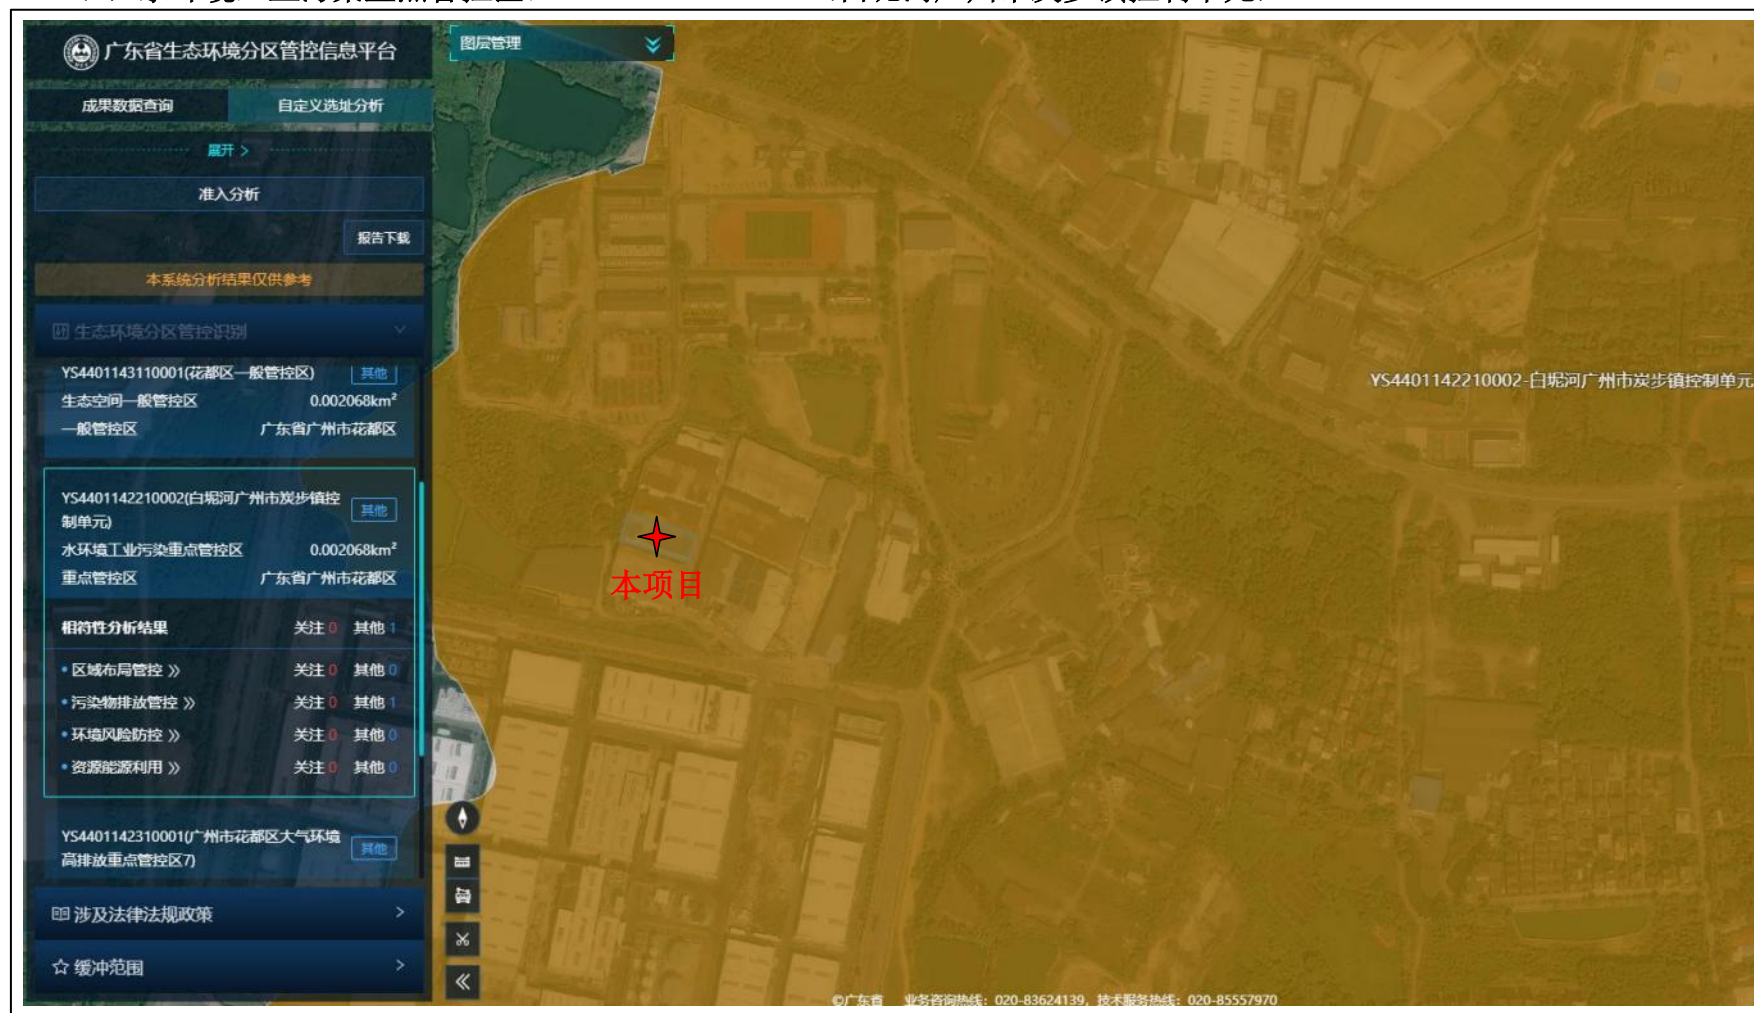 广东省生态环境分区管控信息平台
图层管理
成果数据查询 自定义选址分析
展开 >
准入分析
报告下载
本系统分析结果仅供参考
生态环境分区管控识别
YS4401143110001(花都区一般管控区) 其他
生态空间一般管控区 0.002068km²
一般管控区 广东省广州市花都区
YS4401142210002(白坭河广州市炭步镇控
制单元) 其他
水环境工业污染重点管控区 0.002068km²
重点管控区 广东省广州市花都区
相符性分析结果 关注 0 其他 1
• 区域布局管控 》 关注 0 其他 0
• 污染物排放管控 》 关注 0 其他 1
• 环境风险防控 》 关注 0 其他 0
• 资源能源利用 》 关注 0 其他 0
YS4401142310001(广州市花都区大气环境
高排放重点管控区7) 其他
涉及法律法规政策 >
缓冲范围 >
YS4401142210002-白坭河广州市炭步镇控制单元
本项目
©广东省 业务咨询热线：020-83624139，技术服务热线：020-85557970